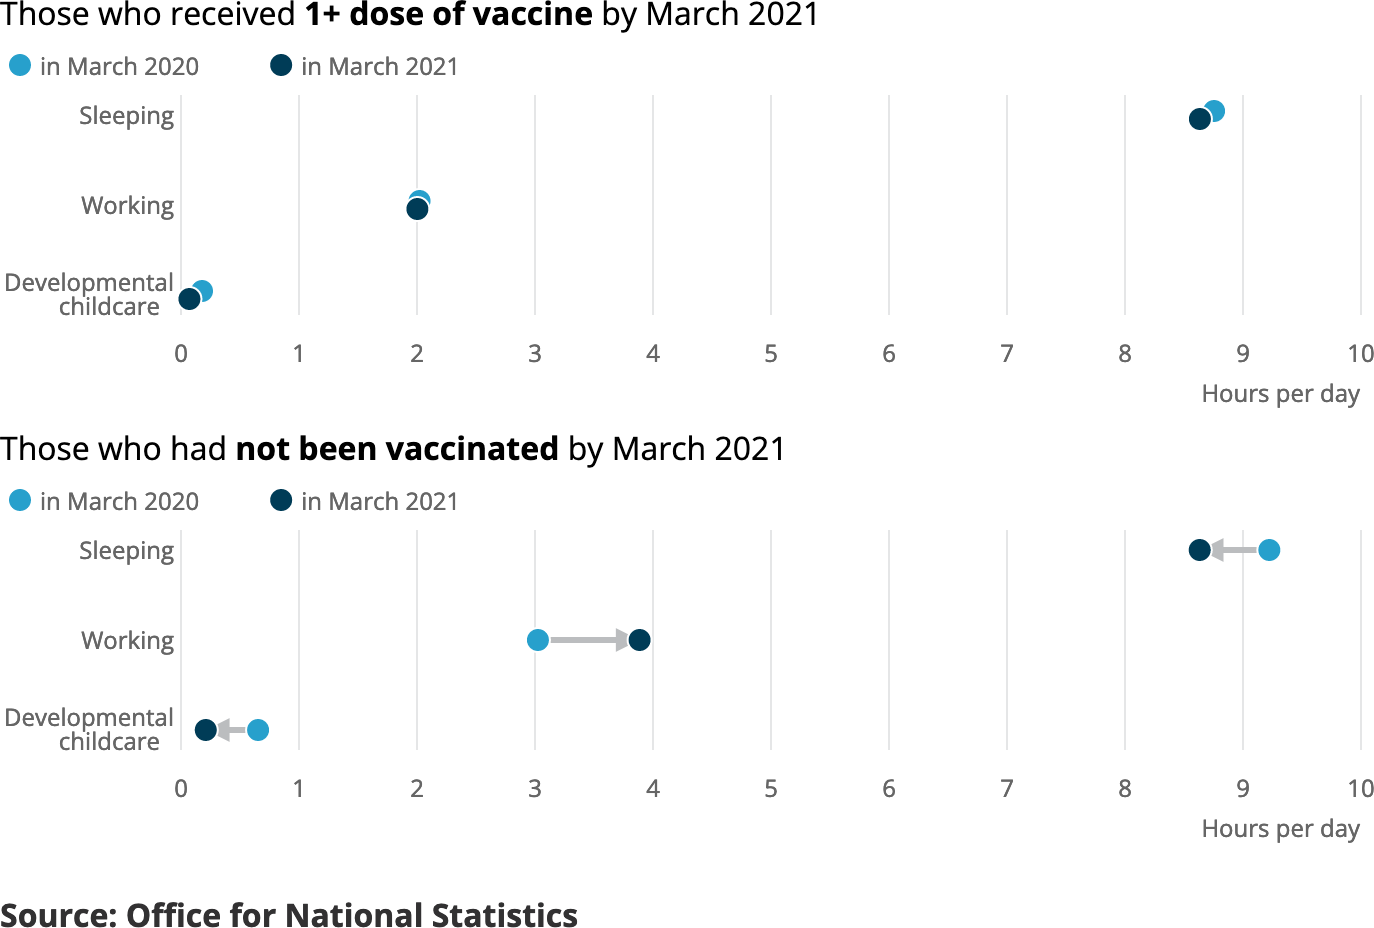 Those who received 1+ dose of vaccine by March 2021
in March 2020 in March 2021
Sleeping
Working
Developmental
childcare
0 1 2 3 4 5 6 7 8 9 10
Hours per day
Those who had not been vaccinated by March 2021
in March 2020 in March 2021
Sleeping
Working
Developmental
childcare
0 1 2 3 4 5 6 7 8 9 10
Hours per day
Source: Office for National Statistics